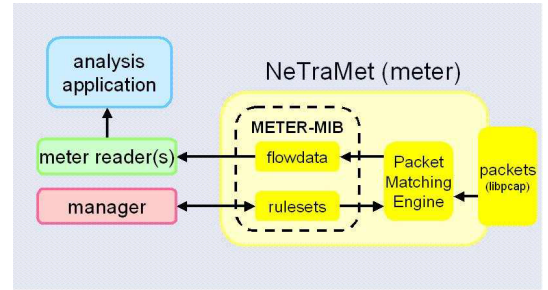 analysis
application
NeTraMet (meter)
METER-MIB
meter reader(s)
flowdata
Packet
Matching
Engine
packets
(libpcap)
manager
rulesets